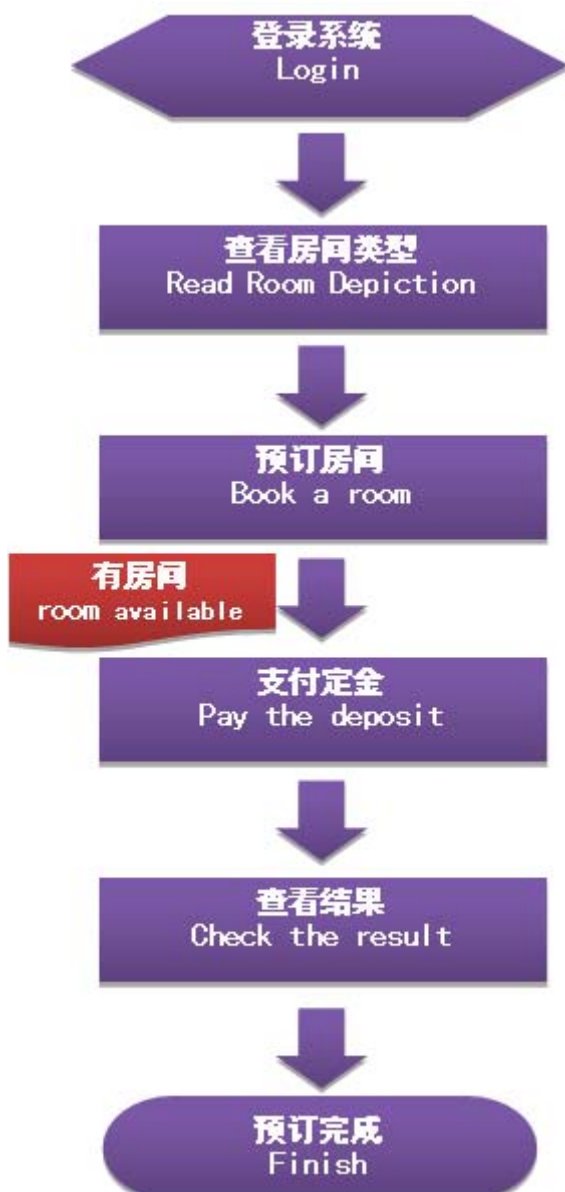 登录系统
Login
查看房间类型
Read Room Depiction
预订房间
Book a room
有房间
room available
支付定金
Pay the deposit
查看结果
Check the result
预订完成
Finish